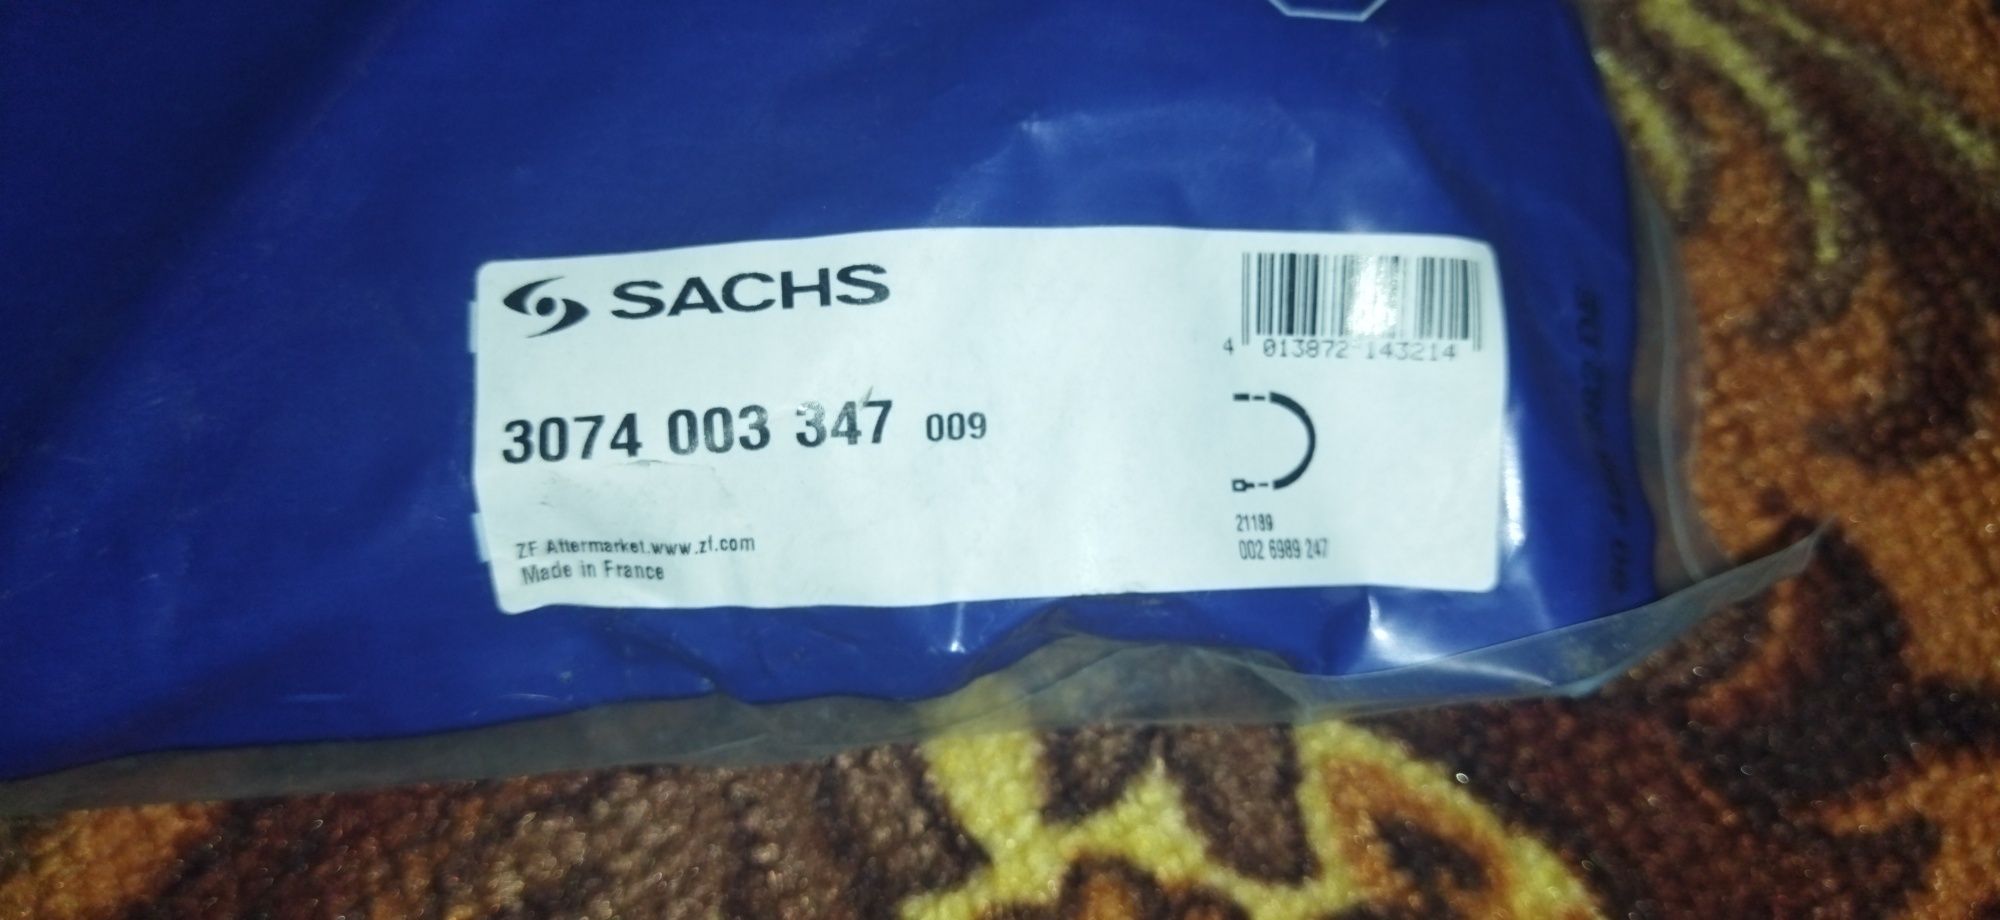 SACHS
4 013872 143214
3074 003 347 009
21189
002 6989 247
ZF Aftermarket.www.zf.com
Made in France